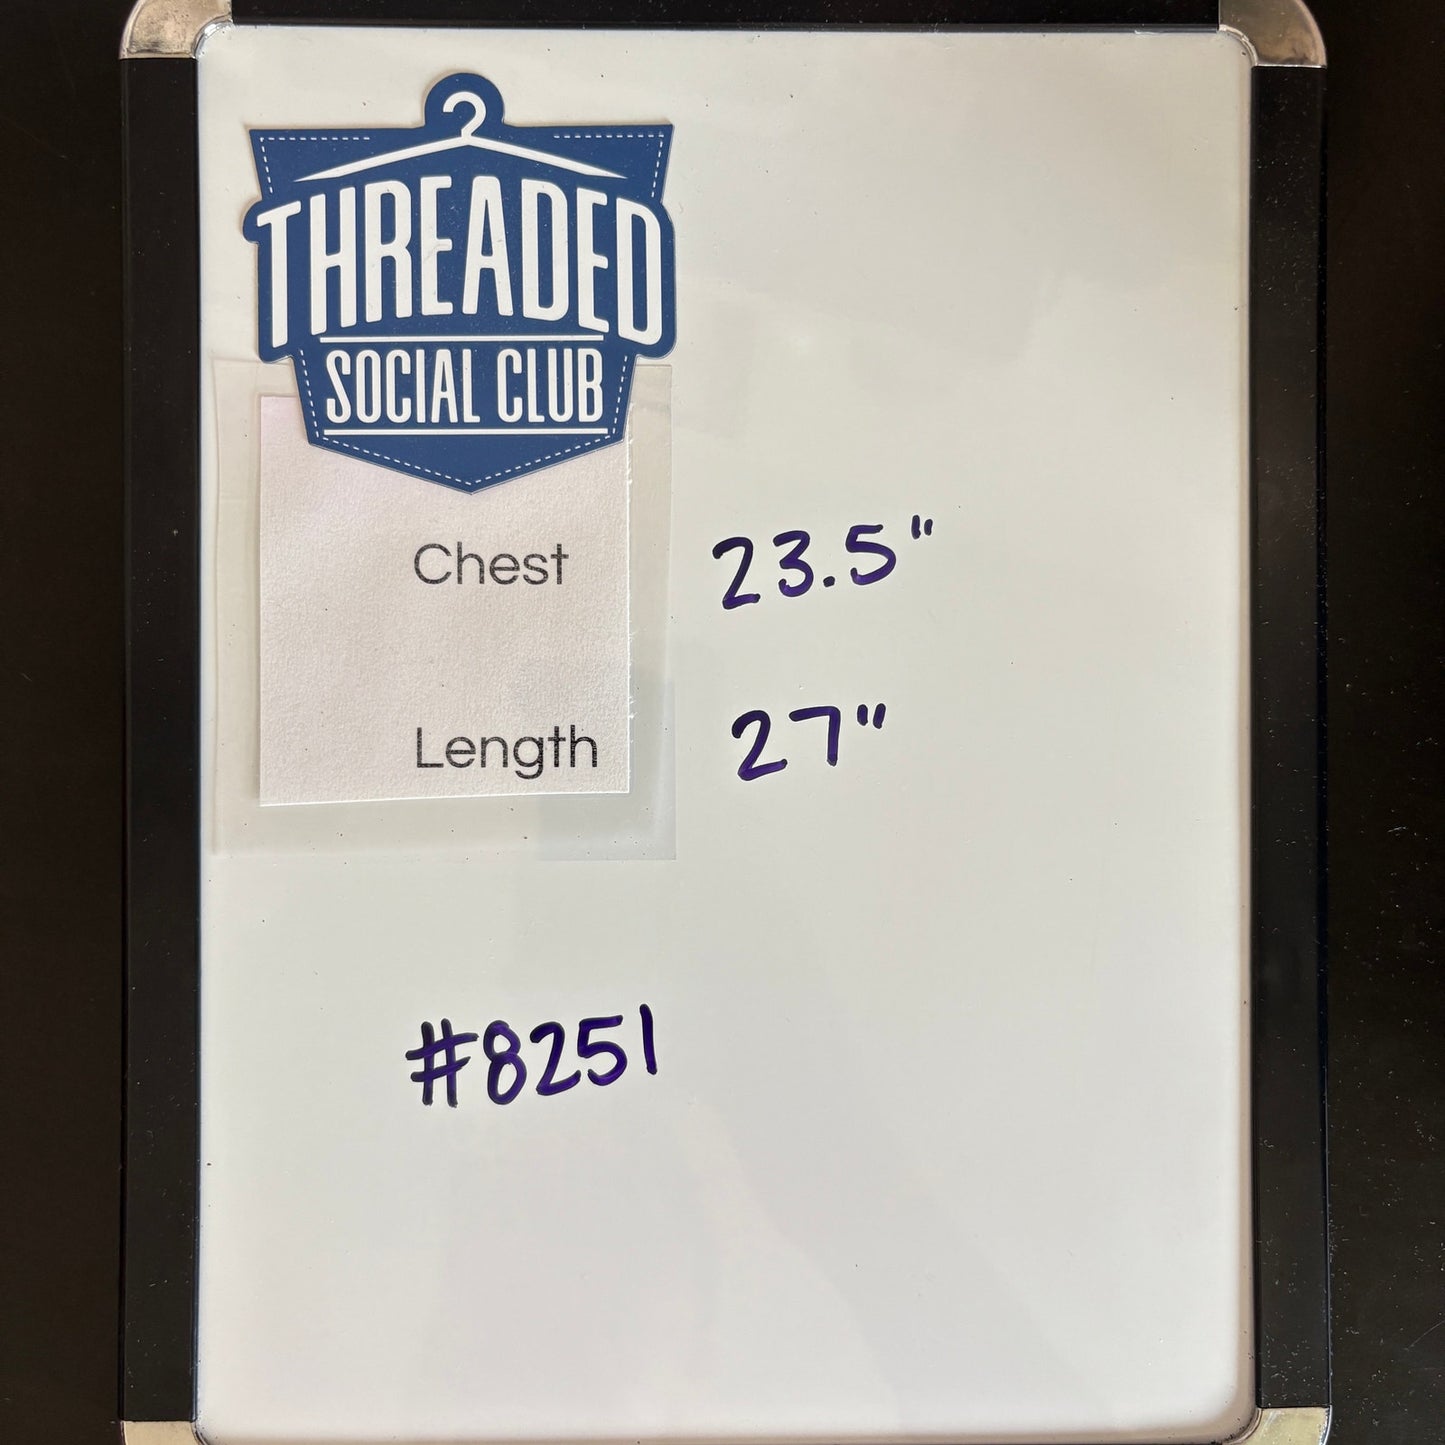 THREADED
SOCIAL CLUB
Chest 23.5"
Length 27"
#8251